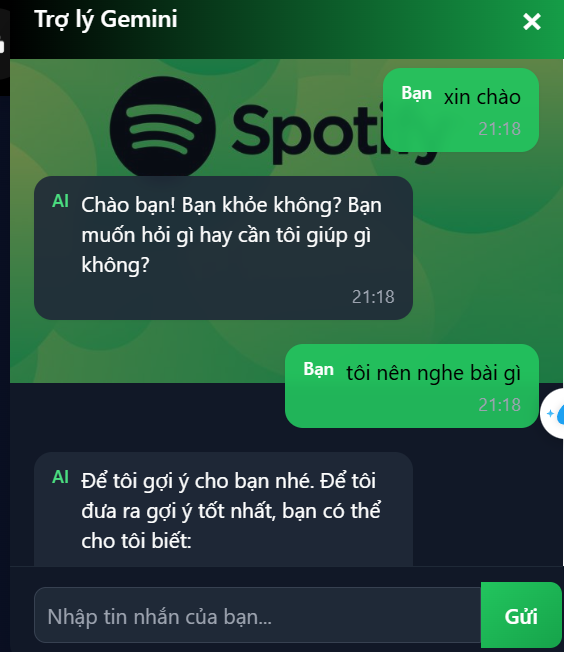 Trợ lý Gemini
Spotify
Bạn xin chào
21:18
AI Chào bạn! Bạn khỏe không? Bạn
muốn hỏi gì hay cần tôi giúp gì
không?
21:18
Bạn tôi nên nghe bài gì
21:18
AI Để tôi gợi ý cho bạn nhé. Để tôi
đưa ra gợi ý tốt nhất, bạn có thể
cho tôi biết:
Nhập tin nhắn của bạn...
Gửi